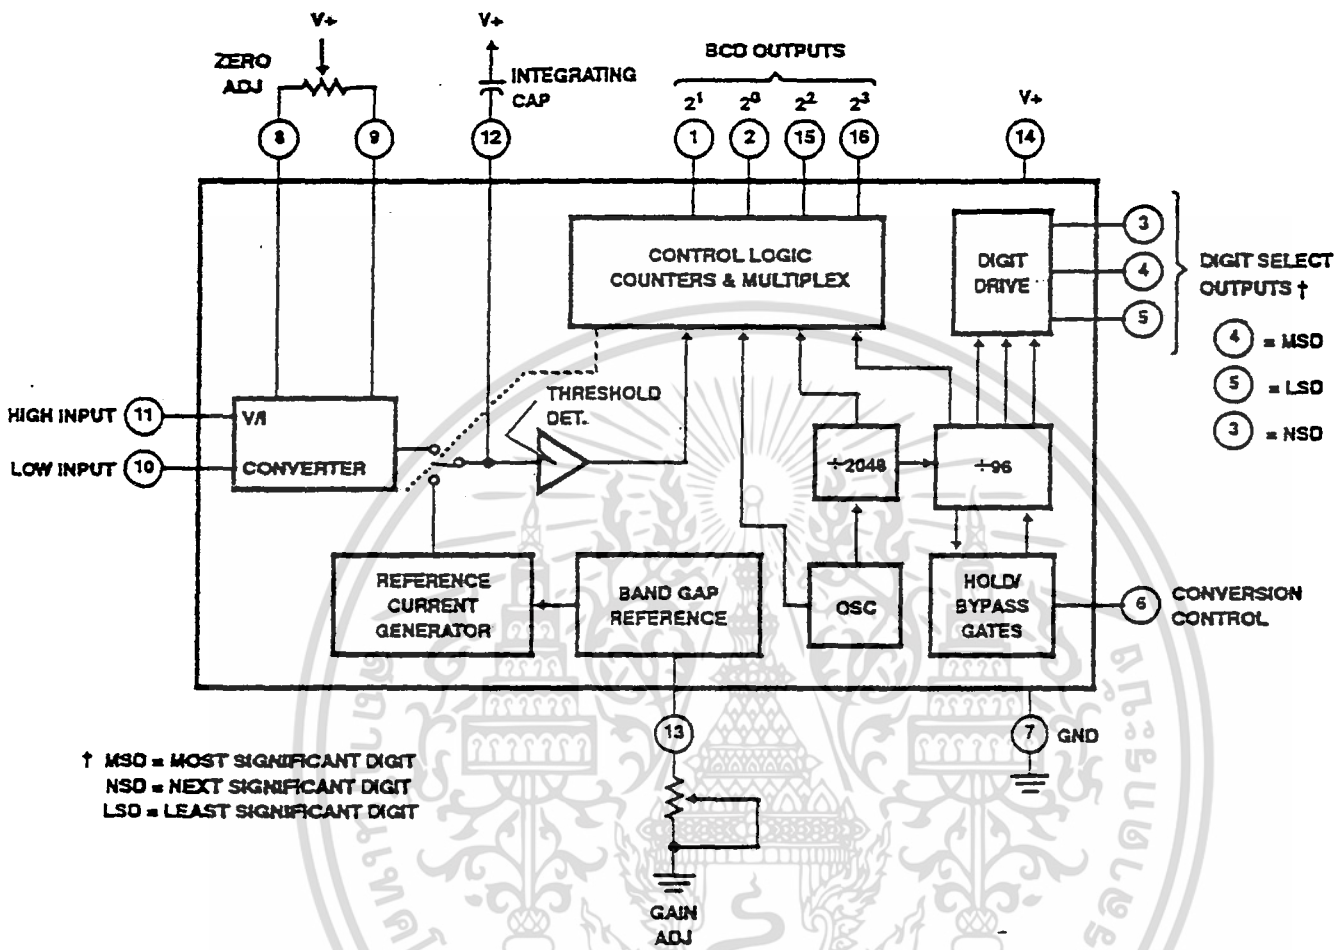 V+
ZERO
ADJ
8
9
V+
INTEGRATING
CAP
12
BCD OUTPUTS
2¹
2⁰
2²
2³
1
2
15
16
V+
14
CONTROL LOGIC
COUNTERS & MULTIPLEX
DIGIT
DRIVE
3
4
5
DIGIT SELECT
OUTPUTS †
4 = MSD
5 = LSD
3 = NSD
HIGH INPUT 11
LOW INPUT 10
V/I
CONVERTER
THRESHOLD
DET.
÷2048
÷96
REFERENCE
CURRENT
GENERATOR
BAND GAP
REFERENCE
OSC
HOLD/
BYPASS
GATES
6
CONVERSION
CONTROL
13
7 GND
† MSD = MOST SIGNIFICANT DIGIT
NSD = NEXT SIGNIFICANT DIGIT
LSD = LEAST SIGNIFICANT DIGIT
GAIN
ADJ